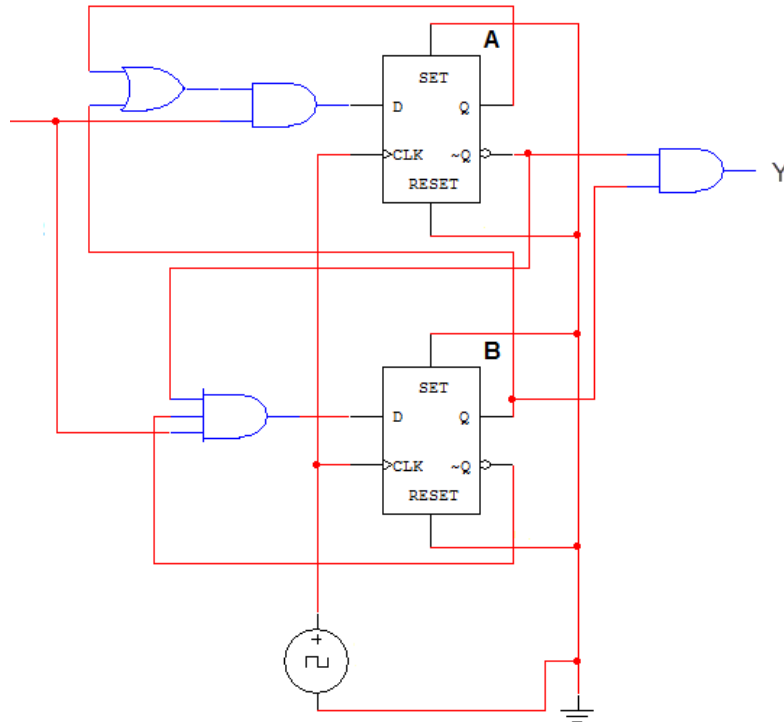 A
SET
D Q
CLK ~Q
RESET
Y
B
SET
D Q
CLK ~Q
RESET
+